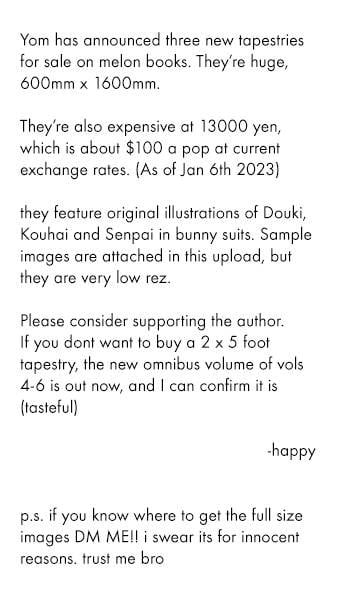 Yom has announced three new tapestries
for sale on melon books. They're huge,
600mm x 1600mm.
They're also expensive at 13000 yen,
which is about $100 a pop at current
exchange rates. (As of Jan 6th 2023)
they feature original illustrations of Douki,
Kouhai and Senpai in bunny suits. Sample
images are attached in this upload, but
they are very low rez.
Please consider supporting the author.
If you dont want to buy a 2 x 5 foot
tapestry, the new omnibus volume of vols
4-6 is out now, and I can confirm it is
(tasteful)
-happy
p.s. if you know where to get the full size
images DM ME!! i swear its for innocent
reasons. trust me bro